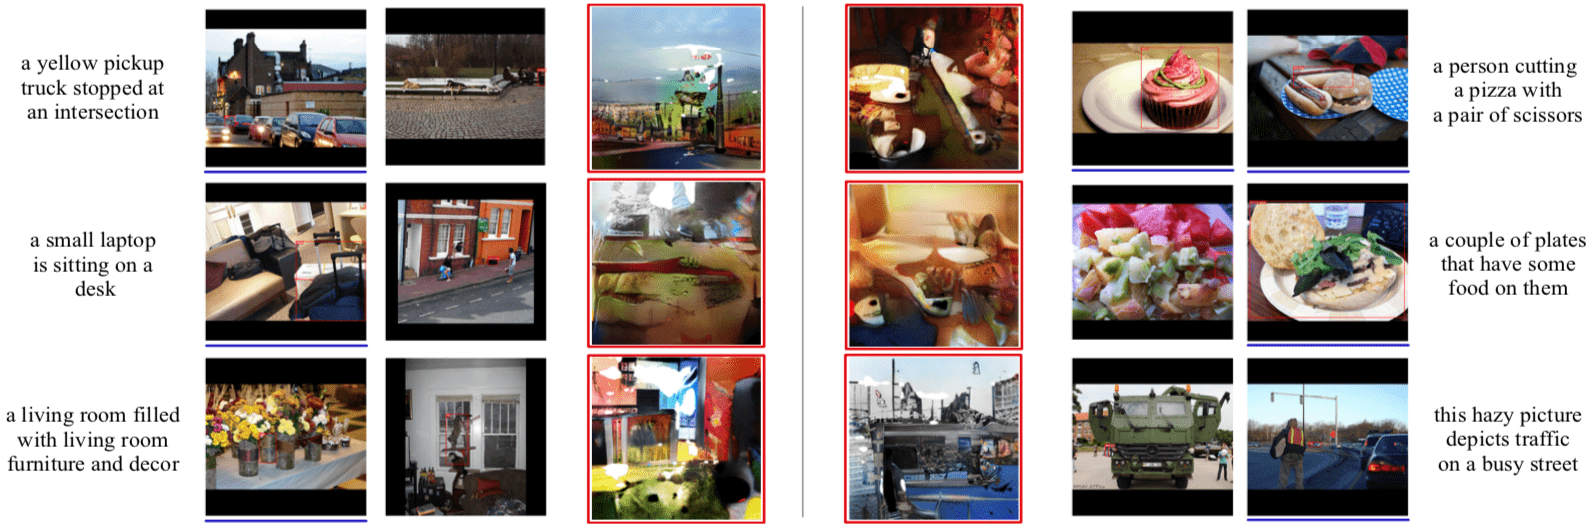 a yellow pickup
truck stopped at
an intersection
a person cutting
a pizza with
a pair of scissors
a small laptop
is sitting on a
desk
a couple of plates
that have some
food on them
a living room filled
with living room
furniture and decor
this hazy picture
depicts traffic
on a busy street